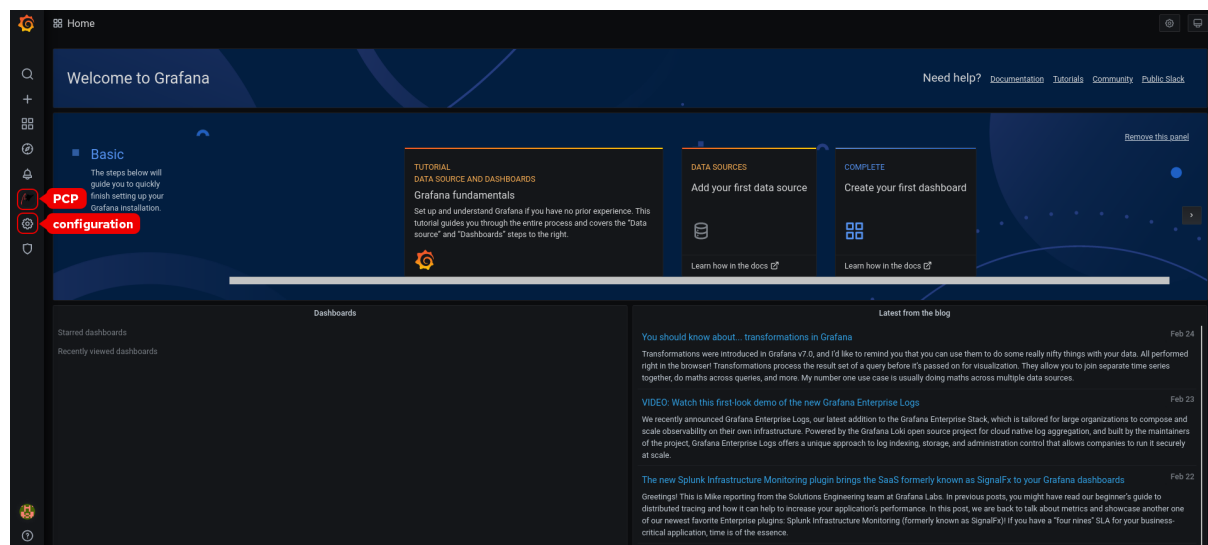 Home
Welcome to Grafana
Need help? Documentation Tutorials Community Public Slack
Remove this panel
Basic
The steps below will
guide you to quickly
finish setting up your
Grafana installation.
TUTORIAL
DATA SOURCE AND DASHBOARDS
Grafana fundamentals
Set up and understand Grafana if you have no prior experience. This
tutorial guides you through the entire process and covers the "Data
source" and "Dashboards" steps to the right.
DATA SOURCES
Add your first data source
Learn how in the docs
COMPLETE
Create your first dashboard
Learn how in the docs
PCP
configuration
Dashboards
Starred dashboards
Recently viewed dashboards
Latest from the blog
You should know about... transformations in Grafana
Feb 24
Transformations were introduced in Grafana v7.0, and I'd like to remind you that you can use them to do some really nifty things with your data. All performed
right in the browser! Transformations process the result set of a query before it's passed on for visualization. They allow you to join separate time series
together, do maths across queries, and more. My number one use case is usually doing maths across multiple data sources.
VIDEO: Watch this first-look demo of the new Grafana Enterprise Logs
Feb 23
We recently announced Grafana Enterprise Logs, our latest addition to the Grafana Enterprise Stack, which is tailored for large organizations to compose and
scale observability on their own infrastructure. Powered by the Grafana Loki open source project for cloud native log aggregation, and built by the maintainers
of the project, Grafana Enterprise Logs offers a unique approach to log indexing, storage, and administration control that allows companies to run it securely
at scale.
The new Splunk Infrastructure Monitoring plugin brings the SaaS formerly known as SignalFx to your Grafana dashboards
Feb 22
Greetings! This is Mike reporting from the Solutions Engineering team at Grafana Labs. In previous posts, you might have read our beginner's guide to
distributed tracing and how it can help to increase your application's performance. In this post, we are back to talk about metrics and showcase another one
of our newest favorite Enterprise plugins: Splunk Infrastructure Monitoring (formerly known as SignalFx)! If you have a "four nines" SLA for your business-
critical application, time is of the essence.